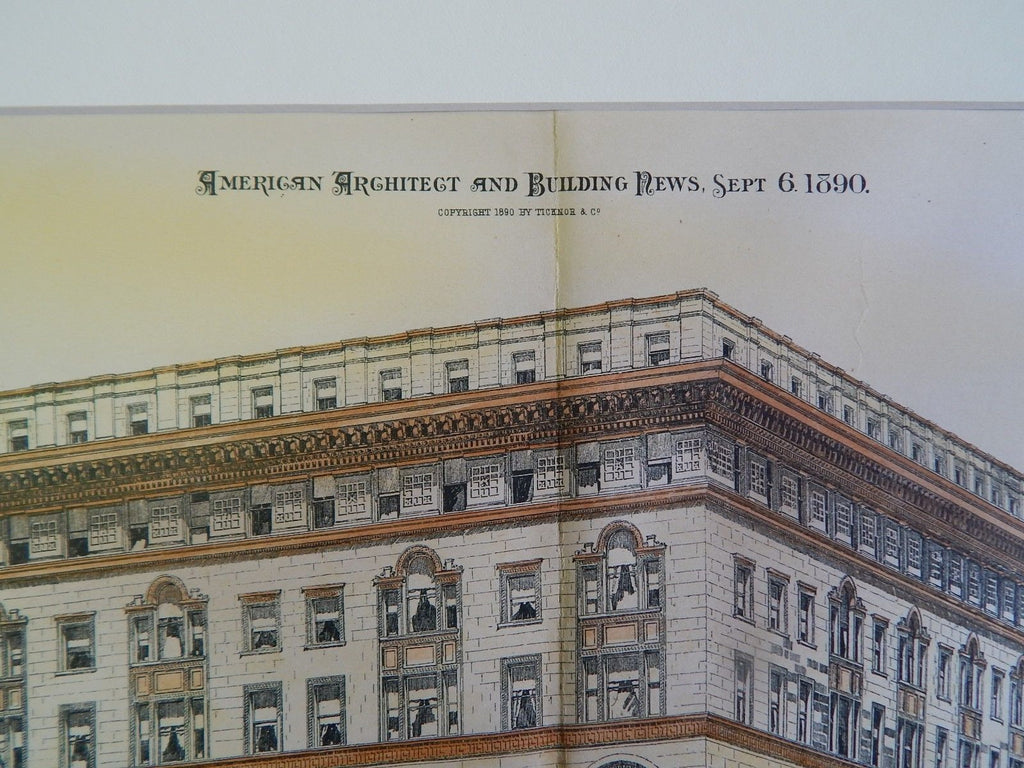 American Architect and Building News, Sept 6. 1890.
COPYRIGHT 1890 BY TICKNOR & Cº